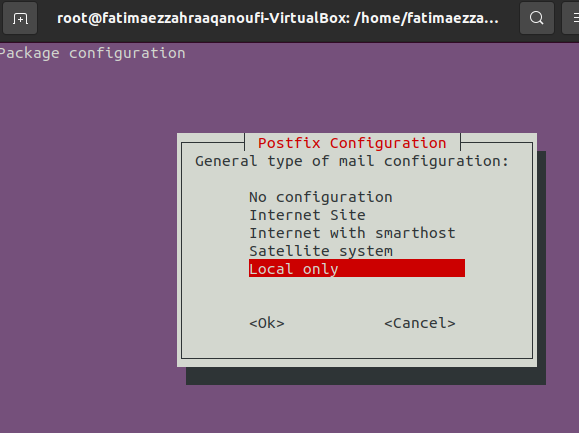 root@fatimaezzahraaqanoufi-VirtualBox: /home/fatimaezza...
Package configuration
Postfix Configuration
General type of mail configuration:
No configuration
Internet Site
Internet with smarthost
Satellite system
Local only
<Ok> <Cancel>